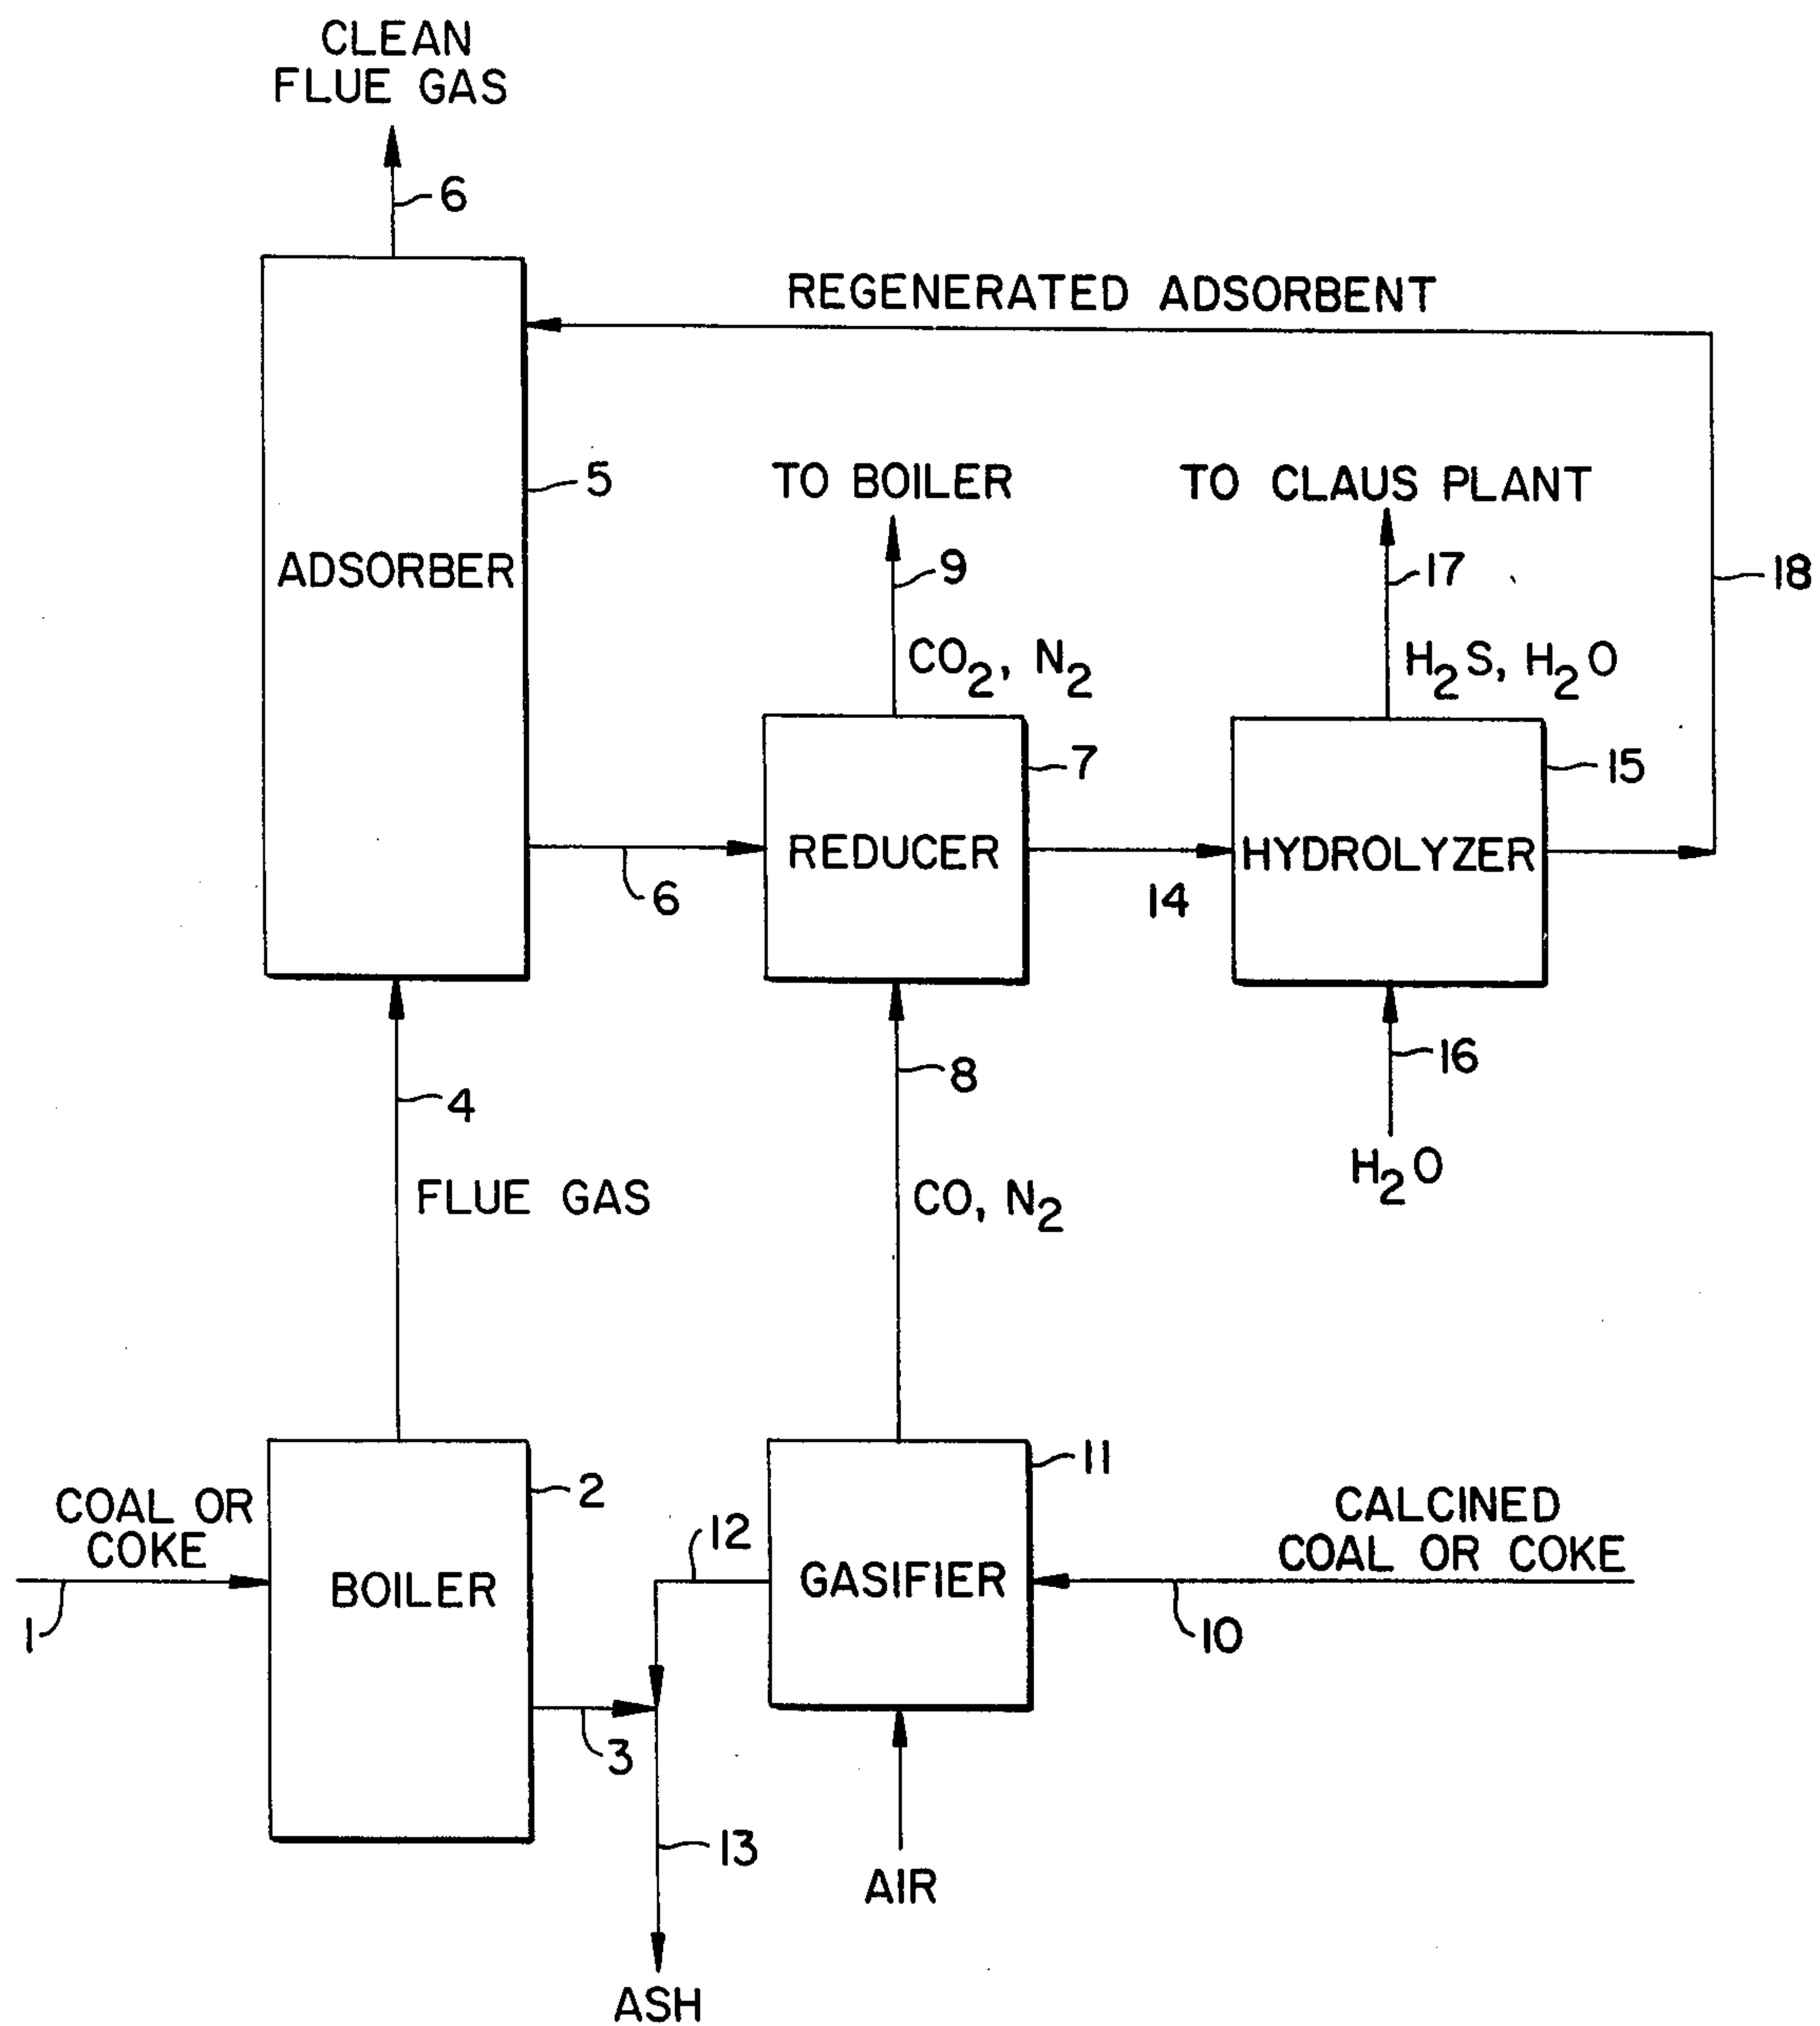 CLEAN
FLUE GAS
6
REGENERATED ADSORBENT
5
TO BOILER
TO CLAUS PLANT
ADSORBER
9
17
18
CO2, N2
H2S, H2O
7
15
REDUCER
HYDROLYZER
6
14
8
16
4
H2O
FLUE GAS
CO, N2
11
2
COAL OR
COKE
12
CALCINED
COAL OR COKE
BOILER
GASIFIER
1
10
3
13
AIR
ASH